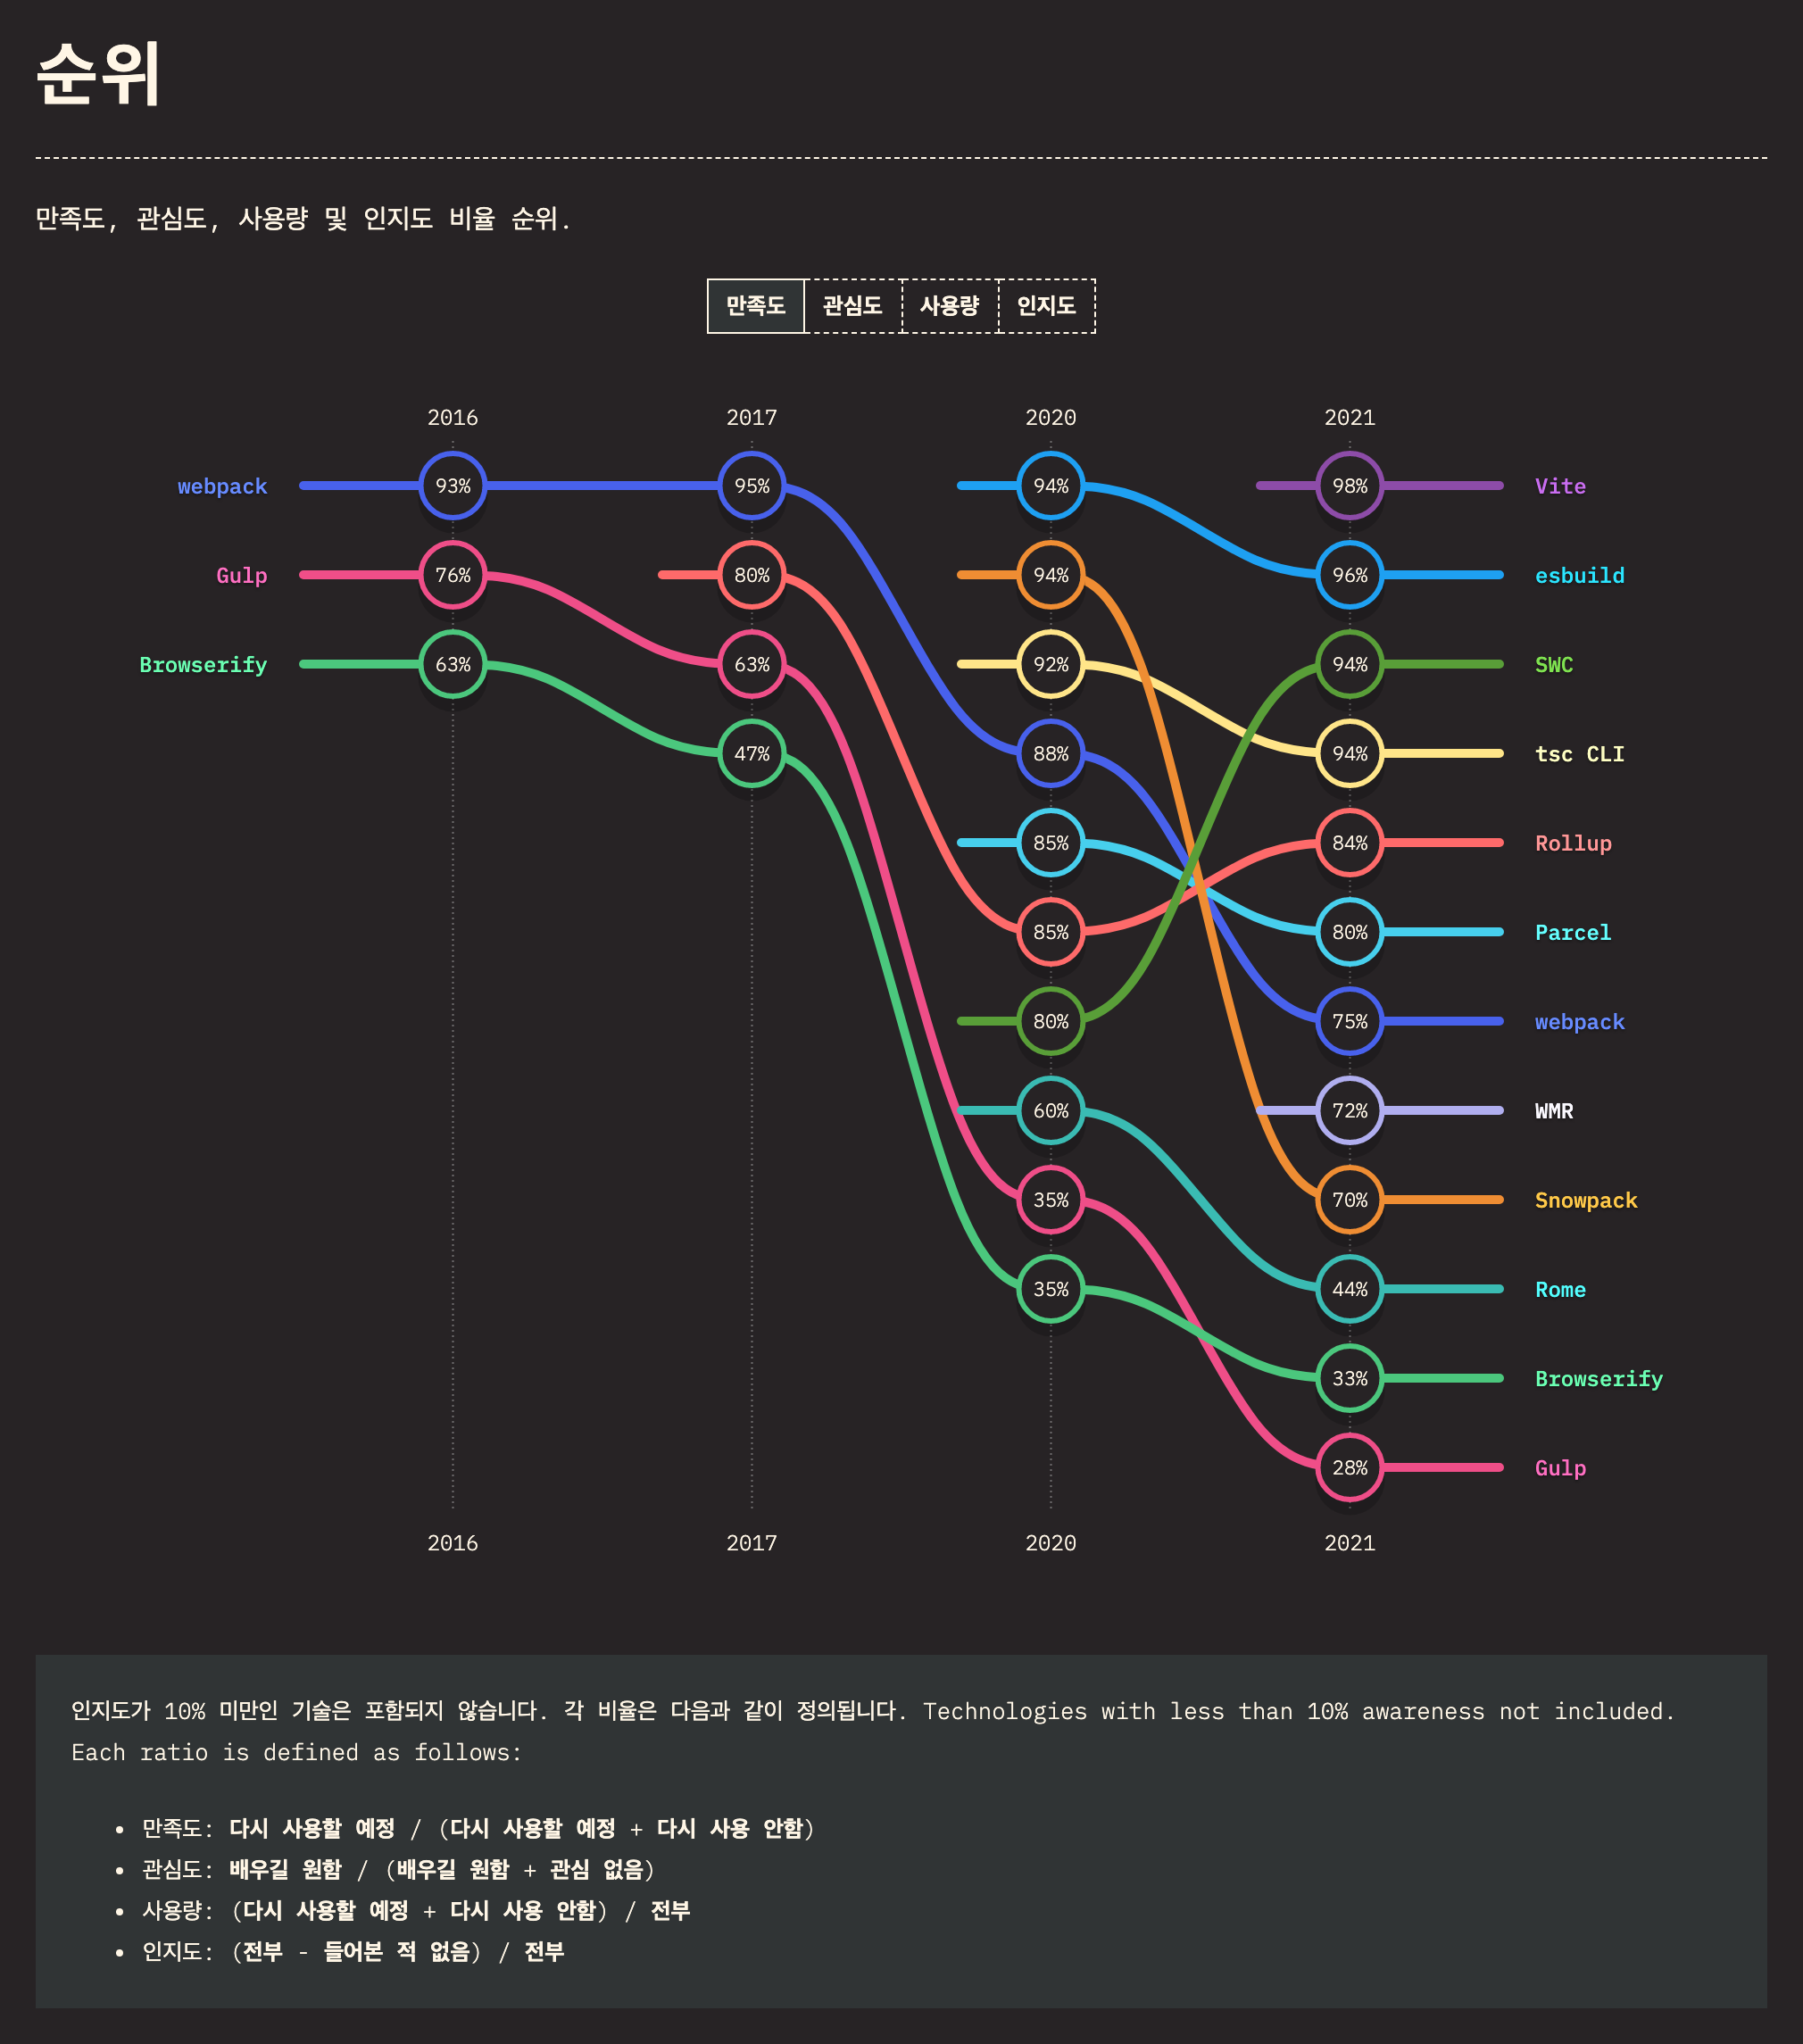 순위
만족도, 관심도, 사용량 및 인지도 비율 순위.
만족도 관심도 사용량 인지도
2016 2017 2020 2021
webpack 93% 95% 94% 98% Vite
Gulp 76% 80% 94% 96% esbuild
Browserify 63% 63% 92% 94% SWC
47% 88% 94% tsc CLI
85% 84% Rollup
85% 80% Parcel
80% 75% webpack
60% 72% WMR
35% 70% Snowpack
35% 44% Rome
33% Browserify
28% Gulp
2016 2017 2020 2021
인지도가 10% 미만인 기술은 포함되지 않습니다. 각 비율은 다음과 같이 정의됩니다. Technologies with less than 10% awareness not included.
Each ratio is defined as follows:
• 만족도: 다시 사용할 예정 / (다시 사용할 예정 + 다시 사용 안함)
• 관심도: 배우길 원함 / (배우길 원함 + 관심 없음)
• 사용량: (다시 사용할 예정 + 다시 사용 안함) / 전부
• 인지도: (전부 - 들어본 적 없음) / 전부